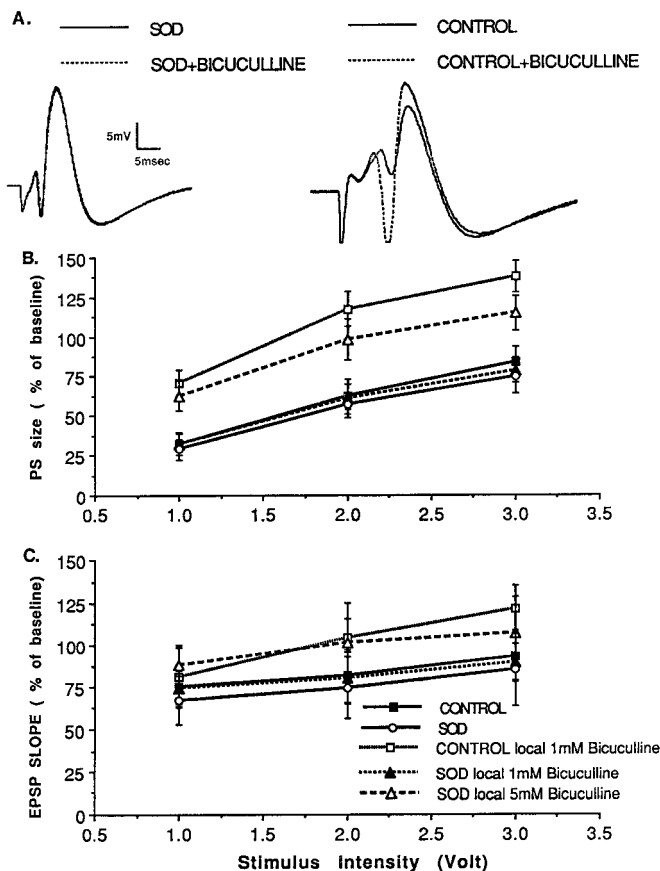 A.
SOD
CONTROL
SOD+BICUCULLINE
CONTROL+BICUCULLINE
5mV
5msec
B.
PS size ( % of baseline)
150
125
100
75
50
25
0
0.5 1.0 1.5 2.0 2.5 3.0 3.5
C.
EPSP SLOPE ( % of baseline)
150
125
100
75
50
25
0
CONTROL
SOD
CONTROL local 1mM Bicuculline
SOD local 1mM Bicuculline
SOD local 5mM Bicuculline
0.5 1.0 1.5 2.0 2.5 3.0 3.5
Stimulus Intensity (Volt)